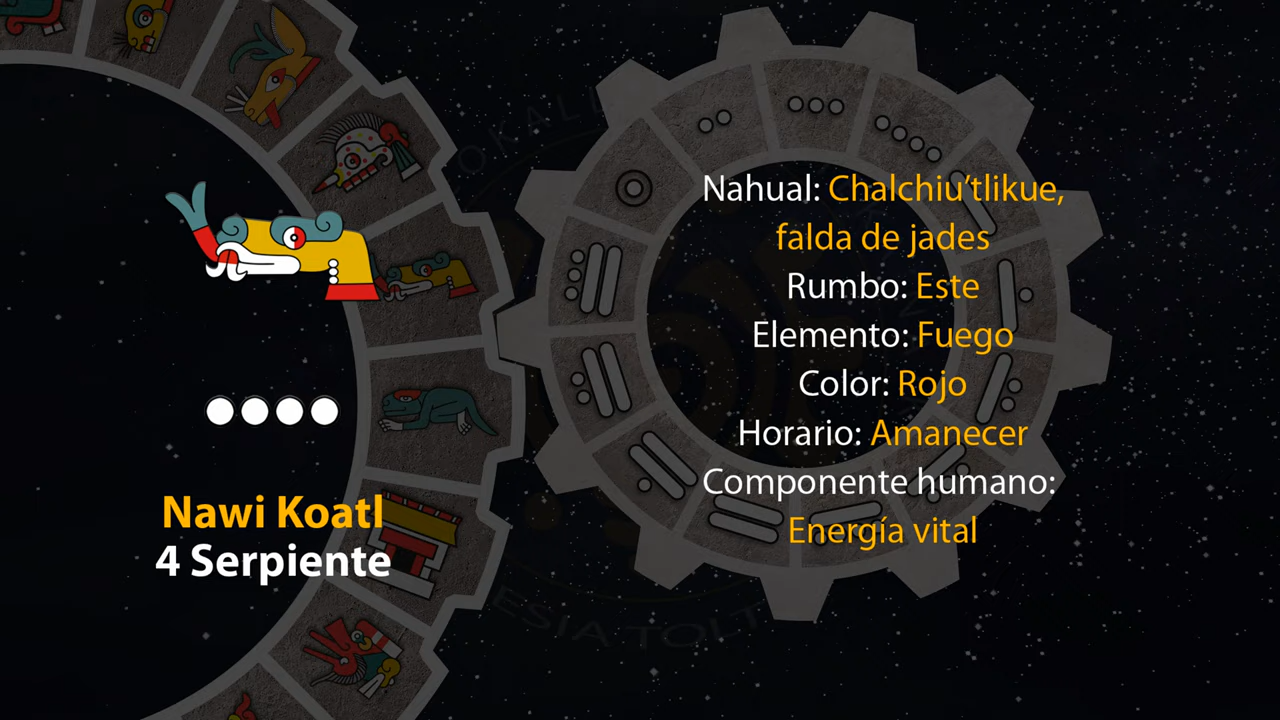 Nawi Koatl
4 Serpiente
Nahual: Chalchiu’tlikue,
falda de jades
Rumbo: Este
Elemento: Fuego
Color: Rojo
Horario: Amanecer
Componente humano:
Energía vital